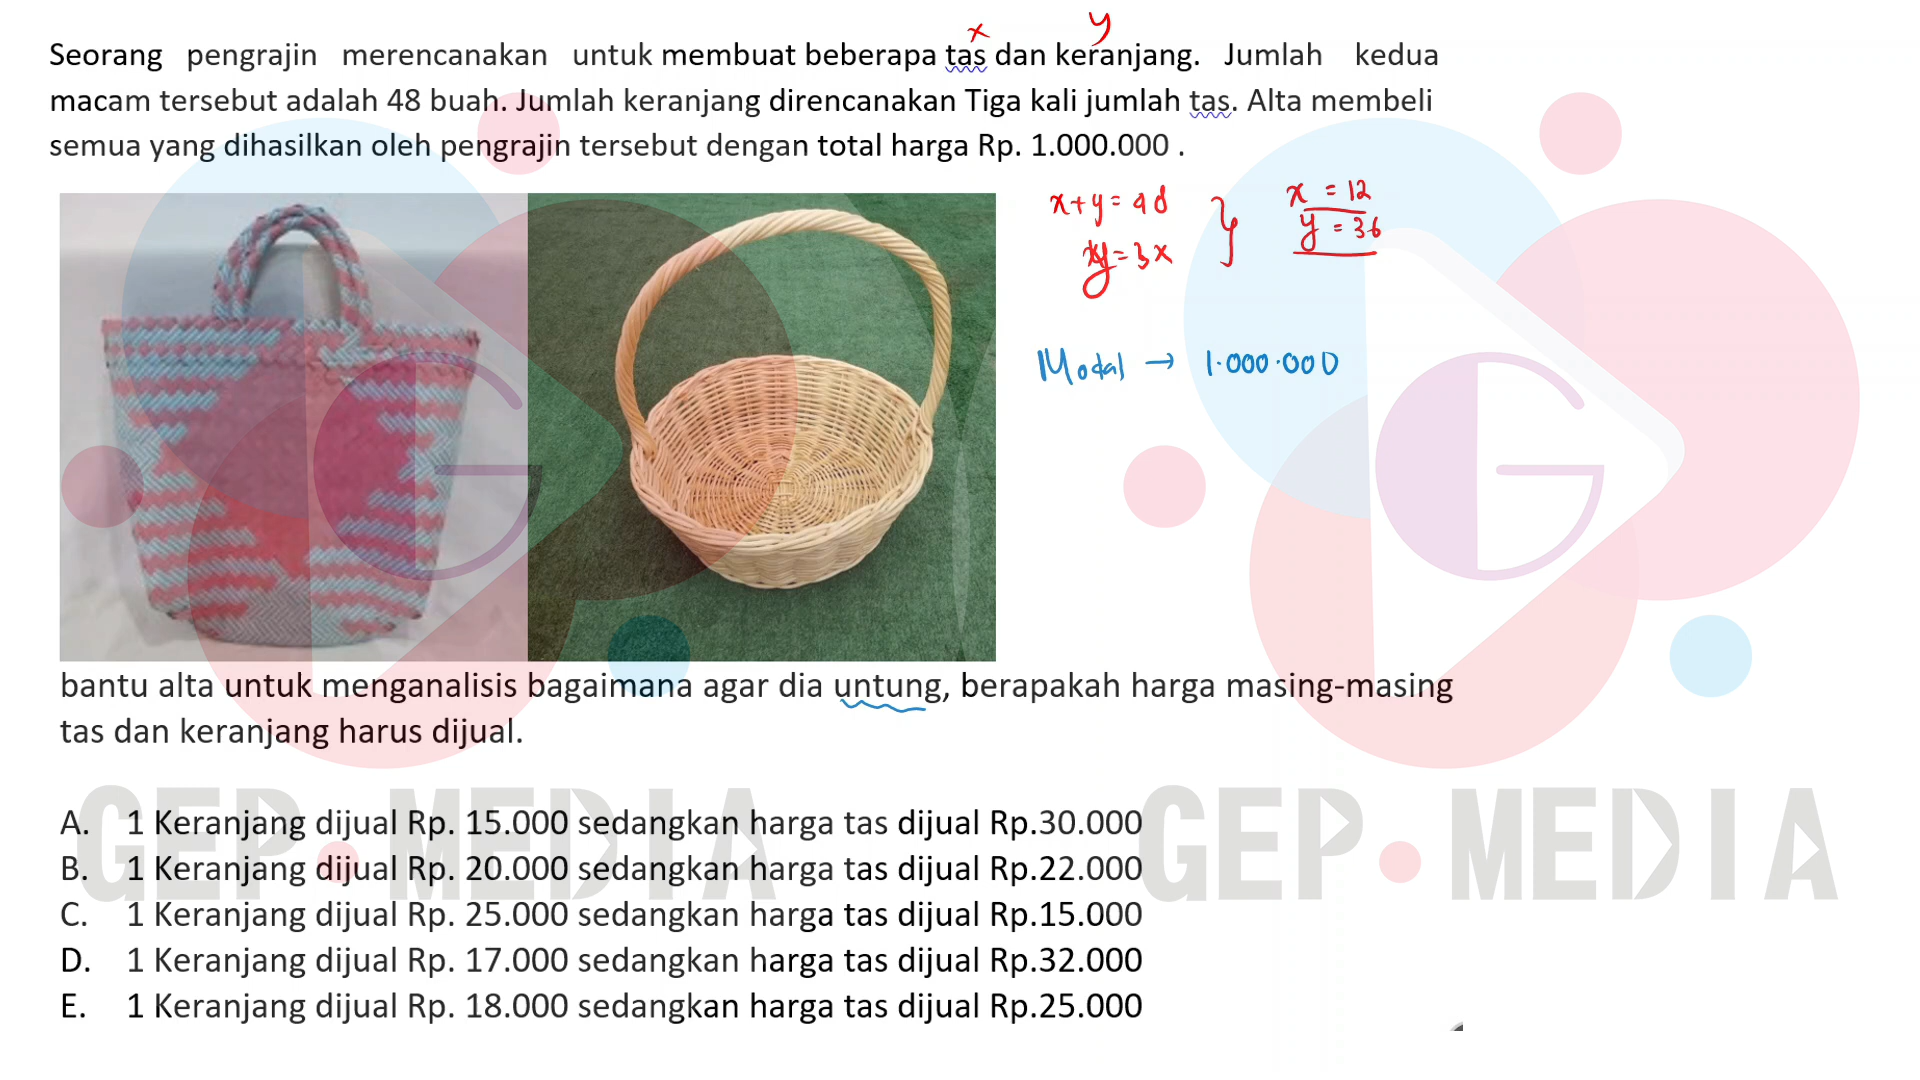 x y
Seorang pengrajin merencanakan untuk membuat beberapa tas dan keranjang. Jumlah kedua
macam tersebut adalah 48 buah. Jumlah keranjang direncanakan Tiga kali jumlah tas. Alta membeli
semua yang dihasilkan oleh pengrajin tersebut dengan total harga Rp. 1.000.000 .
x+y = 48
y = 3x
x = 12
y = 36
Modal → 1.000.000
bantu alta untuk menganalisis bagaimana agar dia untung, berapakah harga masing-masing
tas dan keranjang harus dijual.
A. 1 Keranjang dijual Rp. 15.000 sedangkan harga tas dijual Rp.30.000
B. 1 Keranjang dijual Rp. 20.000 sedangkan harga tas dijual Rp.22.000
C. 1 Keranjang dijual Rp. 25.000 sedangkan harga tas dijual Rp.15.000
D. 1 Keranjang dijual Rp. 17.000 sedangkan harga tas dijual Rp.32.000
E. 1 Keranjang dijual Rp. 18.000 sedangkan harga tas dijual Rp.25.000
GEP MEDIA
GEP MEDIA